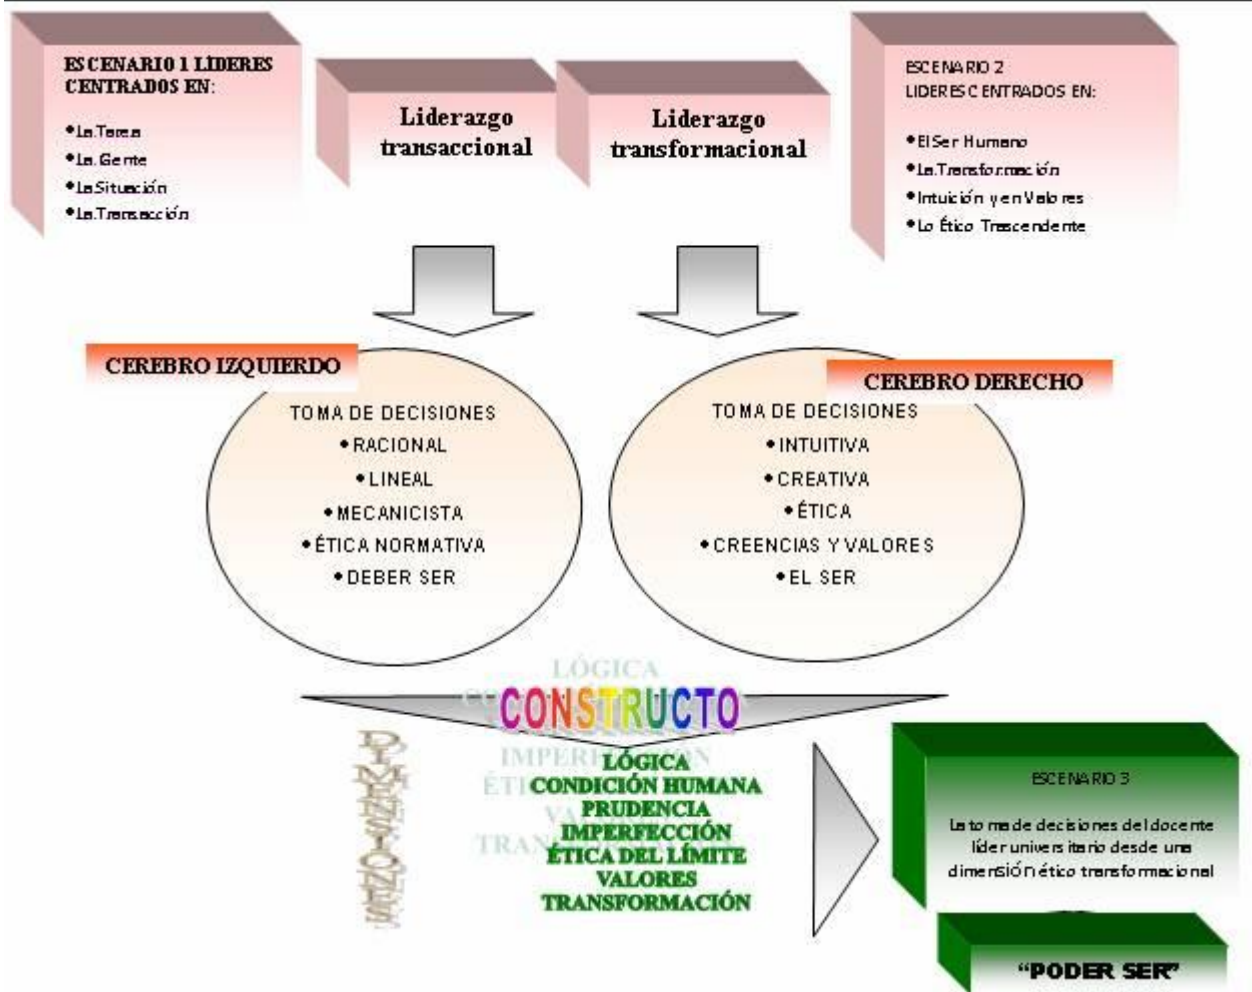 ESCENARIO 1 LÍDERES
CENTRADOS EN:
•La Tarea
•La Gente
•La Situación
•La Transacción
Liderazgo
transaccional
Liderazgo
transformacional
ESCENARIO 2
LIDERES CENTRADOS EN:
•El Ser Humano
•La Transformación
•Intuición y en Valores
•Lo Ético Trascendente
CEREBRO IZQUIERDO
TOMA DE DECISIONES
•RACIONAL
•LINEAL
•MECANICISTA
•ÉTICA NORMATIVA
•DEBER SER
CEREBRO DERECHO
TOMA DE DECISIONES
•INTUITIVA
•CREATIVA
•ÉTICA
•CREENCIAS Y VALORES
•EL SER
CONSTRUCTO
DIMENSIONES
LÓGICA
CONDICIÓN HUMANA
PRUDENCIA
IMPERFECCIÓN
ÉTICA DEL LÍMITE
VALORES
TRANSFORMACIÓN
ESCENARIO 3
La toma de decisiones del docente
líder universitario desde una
dimensión ético transformacional
“PODER SER”